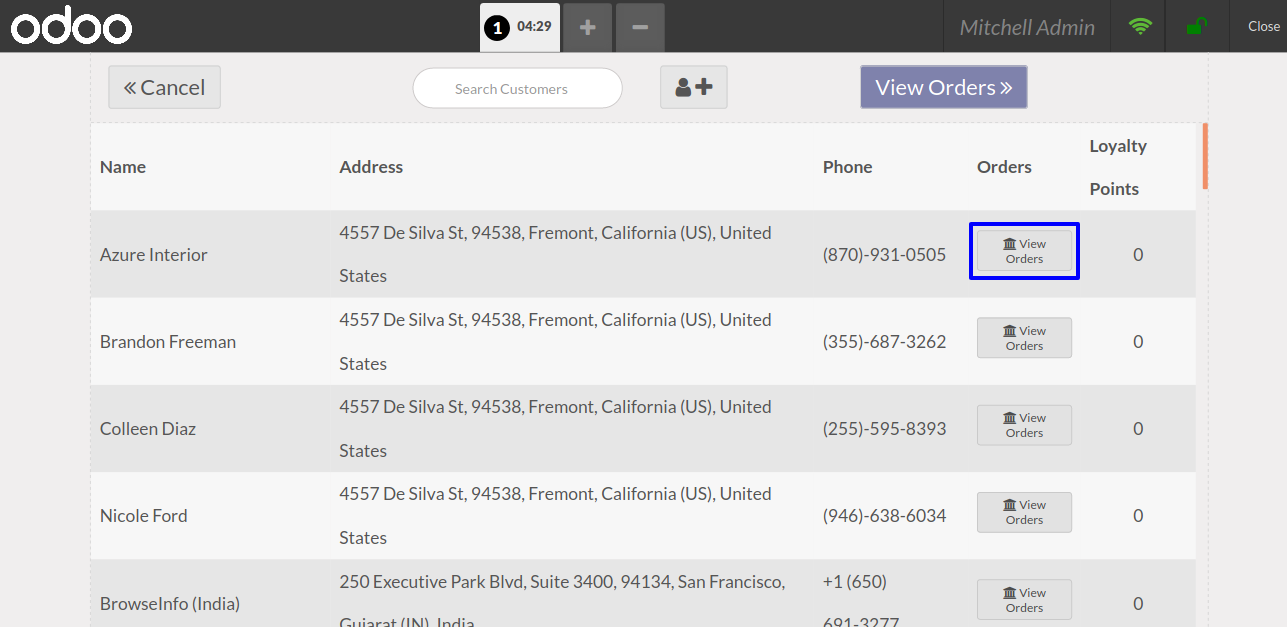 odoo
1 04:29
Mitchell Admin
Close
« Cancel
Search Customers
View Orders »
Name Address Phone Orders Loyalty
Points
Azure Interior 4557 De Silva St, 94538, Fremont, California (US), United
States (870)-931-0505 View
Orders 0
Brandon Freeman 4557 De Silva St, 94538, Fremont, California (US), United
States (355)-687-3262 View
Orders 0
Colleen Diaz 4557 De Silva St, 94538, Fremont, California (US), United
States (255)-595-8393 View
Orders 0
Nicole Ford 4557 De Silva St, 94538, Fremont, California (US), United
States (946)-638-6034 View
Orders 0
BrowseInfo (India) 250 Executive Park Blvd, Suite 3400, 94134, San Francisco,
Gujarat (IN), India +1 (650)
691-3277 View
Orders 0